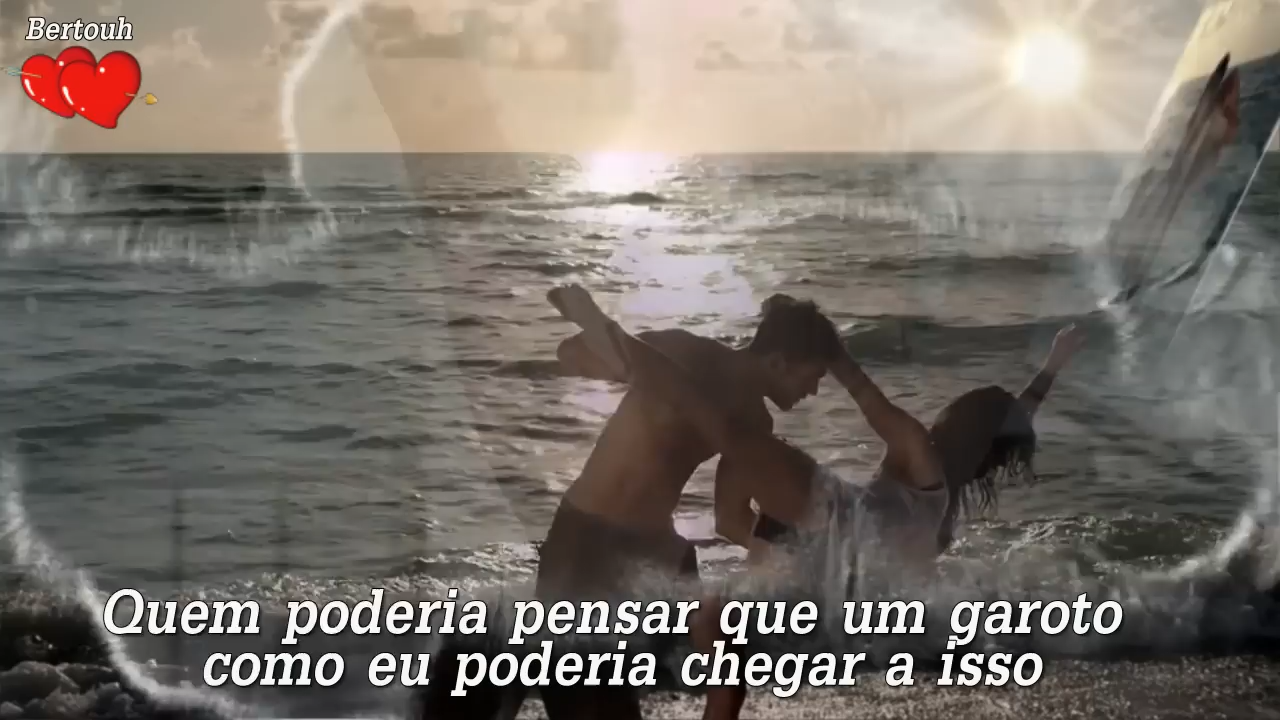 Bertouh
Quem poderia pensar que um garoto
como eu poderia chegar a isso